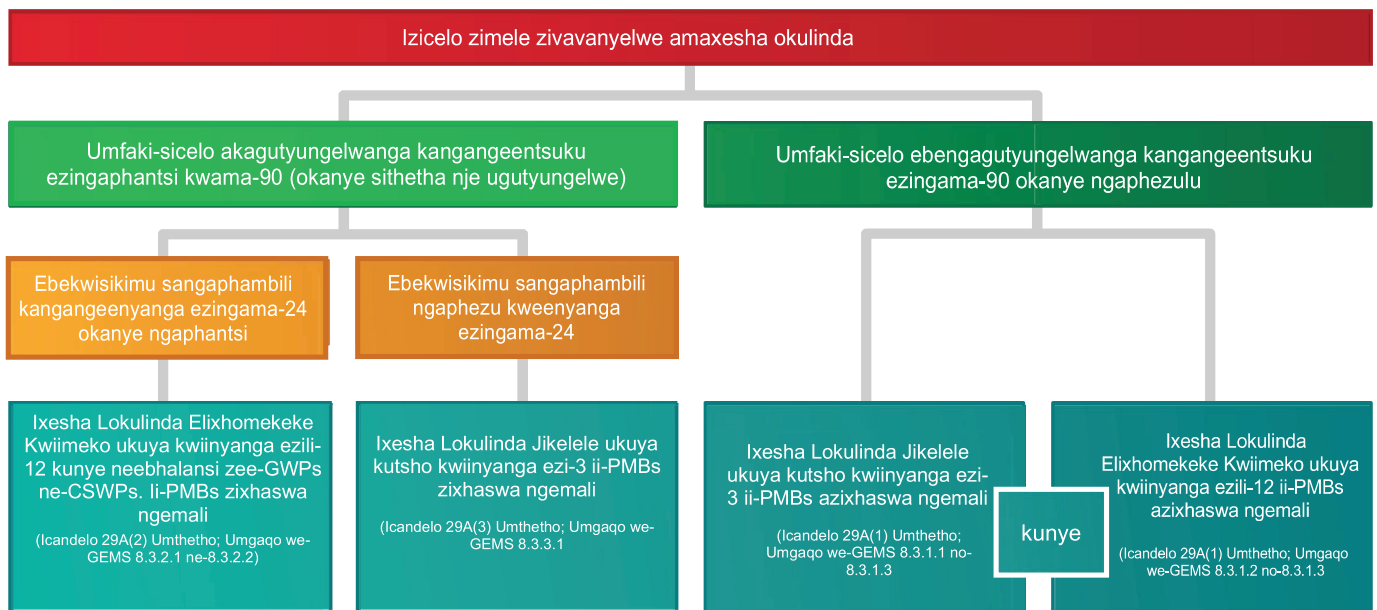 Izicelo zimele zivavanyelwe amaxesha okulinda
Umfaki-sicelo akagutyungelwanga kangangeentsuku
ezingaphantsi kwama-90 (okanye sithetha nje ugutyungelwe)
Umfaki-sicelo ebengagutyungelwanga kangangeentsuku
ezingama-90 okanye ngaphezulu
Ebekwisikimu sangaphambili
kangangeenyanga ezingama-24
okanye ngaphantsi
Ebekwisikimu sangaphambili
ngaphezu kweenyanga
ezingama-24
Ixesha Lokulinda Elixhomekeke
Kwiimeko ukuya kwiinyanga ezili-
12 kunye neebhalansi zee-GWPs
ne-CSWPs. Ii-PMBs zixhaswa
ngemali
(Icandelo 29A(2) Umthetho; Umgaqo we-
GEMS 8.3.2.1 ne-8.3.2.2)
Ixesha Lokulinda Jikelele ukuya
kutsho kwiinyanga ezi-3 ii-PMBs
zixhaswa ngemali
(Icandelo 29A(3) Umthetho; Umgaqo we-
GEMS 8.3.3.1
Ixesha Lokulinda Jikelele
ukuya kutsho kwiinyanga ezi-
3 ii-PMBs azixhaswa ngemali
(Icandelo 29A(1) Umthetho;
Umgaqo we-GEMS 8.3.1.1 no-
8.3.1.3
kunye
Ixesha Lokulinda
Elixhomekeke Kwiimeko ukuya
kwiinyanga ezili-12 ii-PMBs
azixhaswa ngemali
(Icandelo 29A(1) Umthetho; Umgaqo
we-GEMS 8.3.1.2 no-8.3.1.3